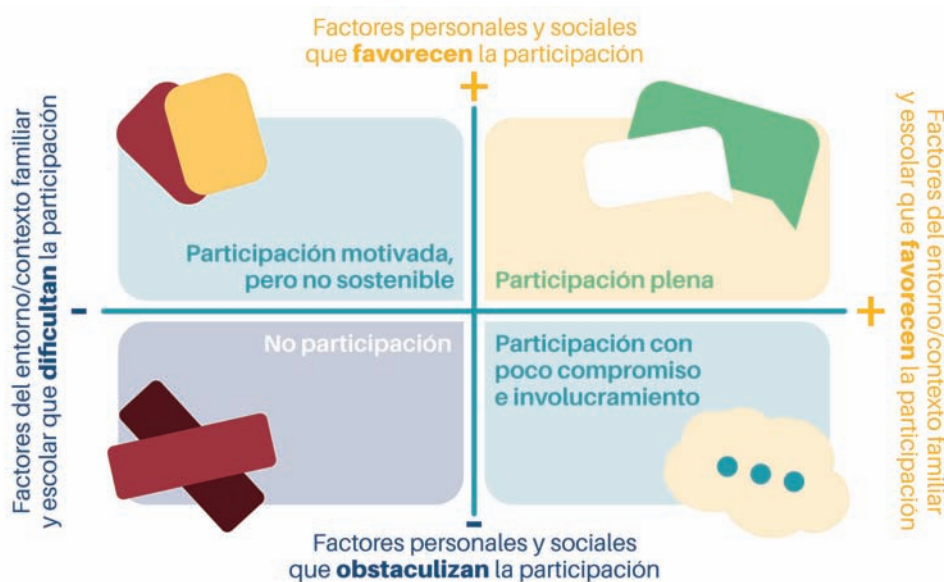 Factores personales y sociales
que favorecen la participación
+
Factores del entorno/contexto familiar
y escolar que dificultan la participación
-
Participación motivada,
pero no sostenible
Participación plena
No participación
Participación con
poco compromiso
e involucramiento
+
Factores del entorno/contexto familiar
y escolar que favorecen la participación
-
Factores personales y sociales
que obstaculizan la participación